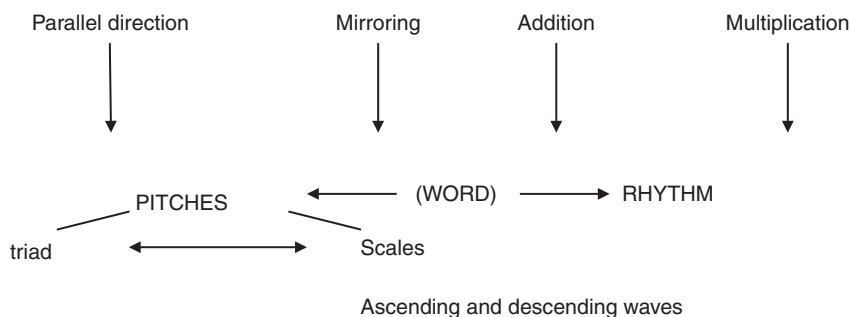 Parallel direction Mirroring Addition Multiplication
(WORD) RHYTHM
PITCHES
triad Scales
Ascending and descending waves